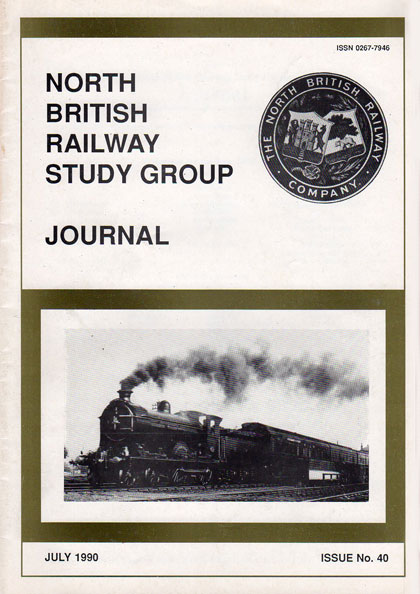 ISSN 0267-7946
NORTH
BRITISH
RAILWAY
STUDY GROUP
JOURNAL
· THE NORTH BRITISH RAILWAY ·
COMPANY
JULY 1990
ISSUE No. 40